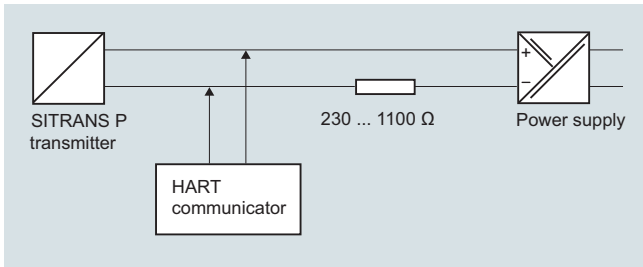 +
−
SITRANS P
transmitter
230 ... 1100 Ω
Power supply
HART
communicator